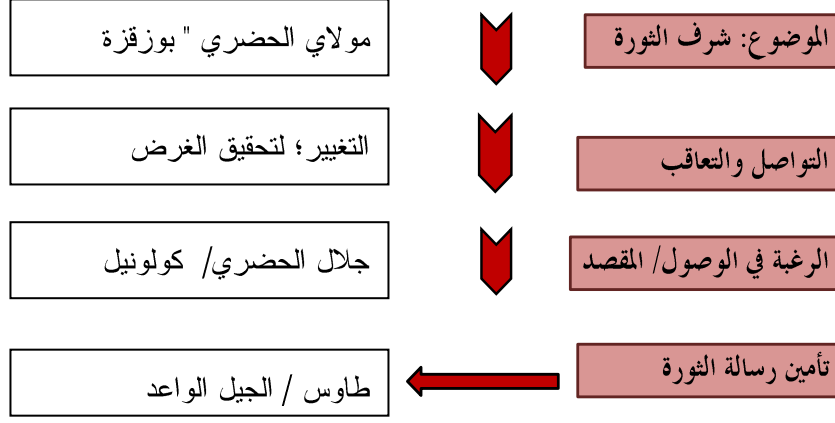 الموضوع: شرف الثورة
مولاي الحضري " بوزقزة
التواصل والتعاقب
التغيير؛ لتحقيق الغرض
الرغبة في الوصول/ المقصد
جلال الحضري/ كولونيل
تأمين رسالة الثورة
طاوس / الجيل الواعد